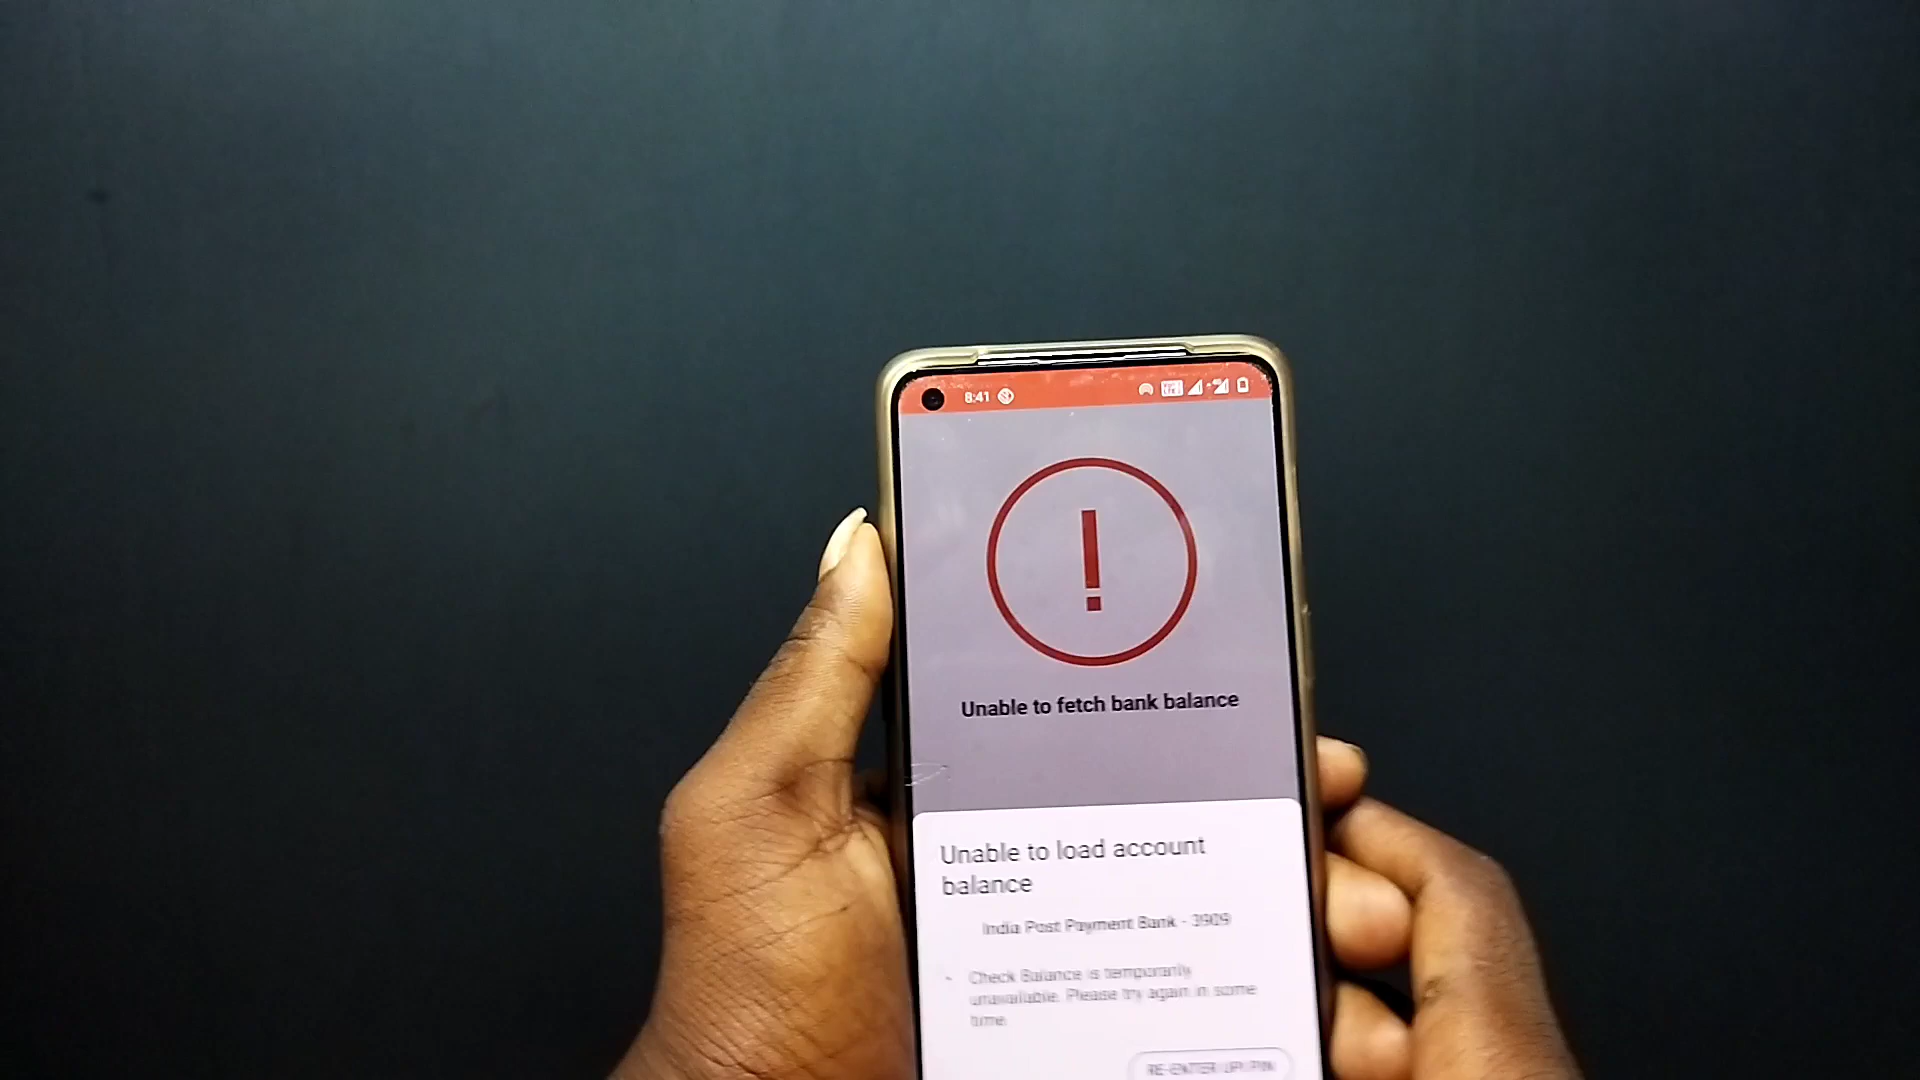 8:41
!
Unable to fetch bank balance
Unable to load account
balance
India Post Payment Bank - 3909
Check Balance is temporarily
unavailable. Please try again in some
time.
RE-ENTER UPI PIN